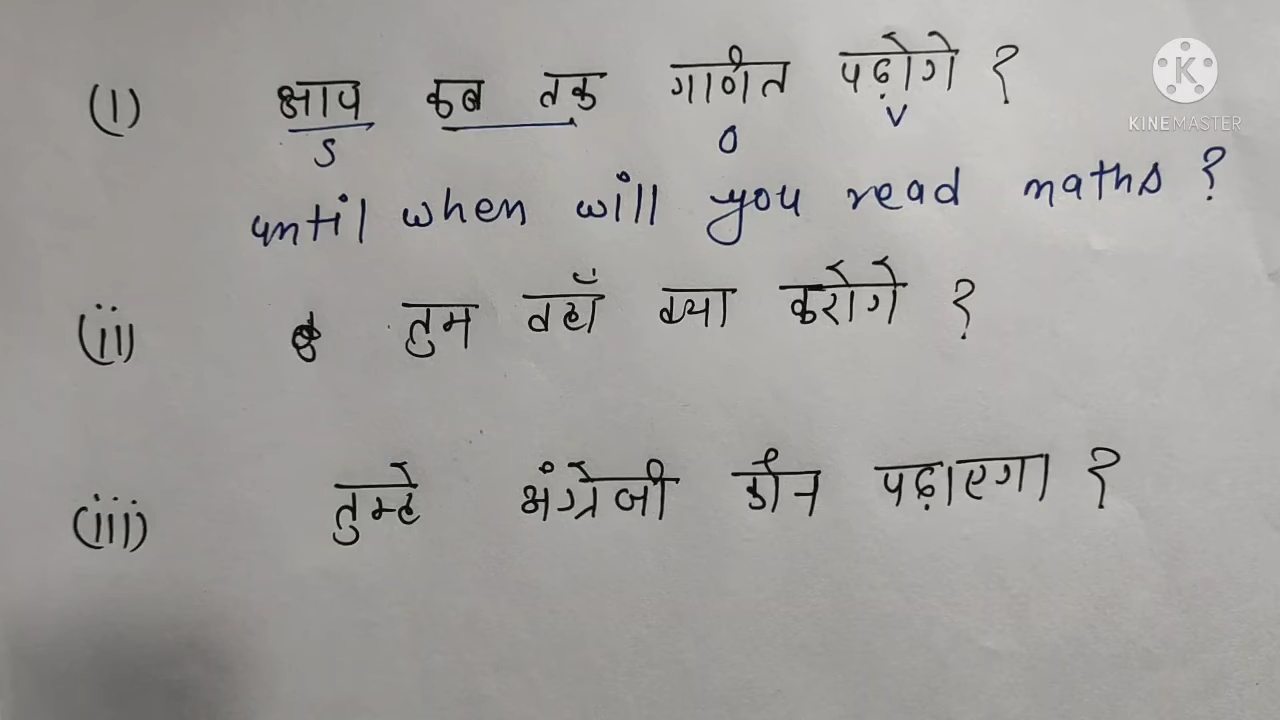 (i) आप कब तक गणित पढ़ोगे ?
S O V
until when will you read maths ?
(ii) तुम वहाँ क्या करोगे ?
(iii) तुम्हे अंग्रेजी कौन पढ़ाएगा ?
K
KINEMASTER